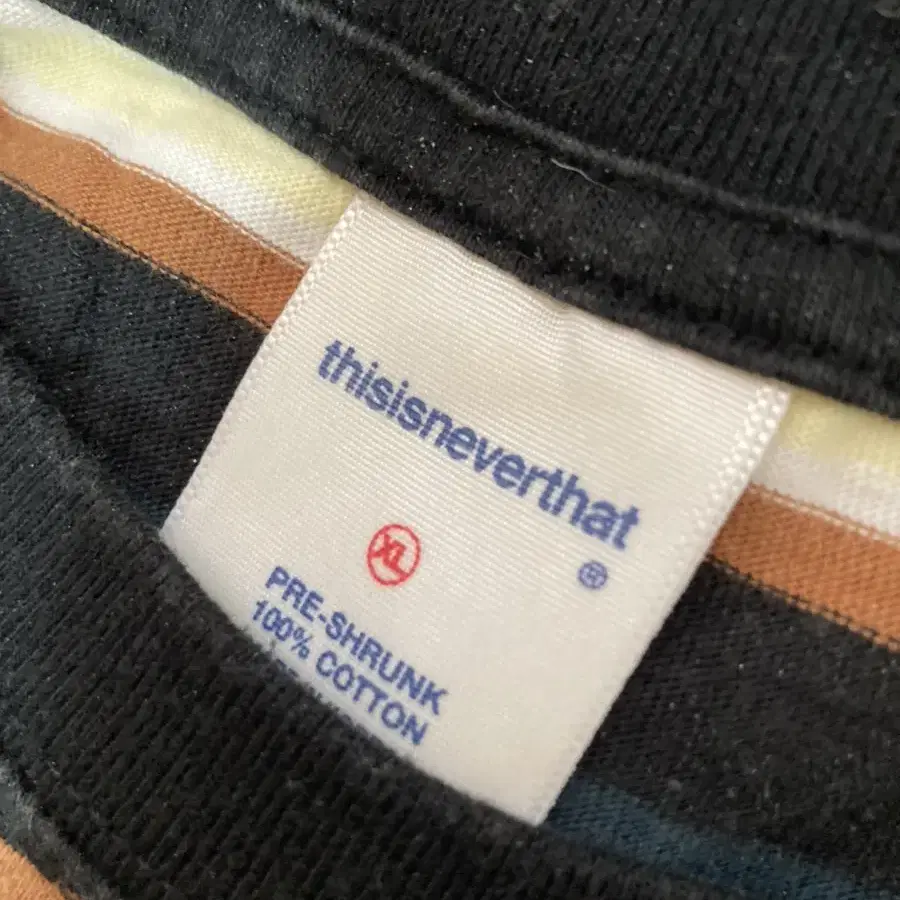 thisisneverthat
®
XL
PRE-SHRUNK
100% COTTON